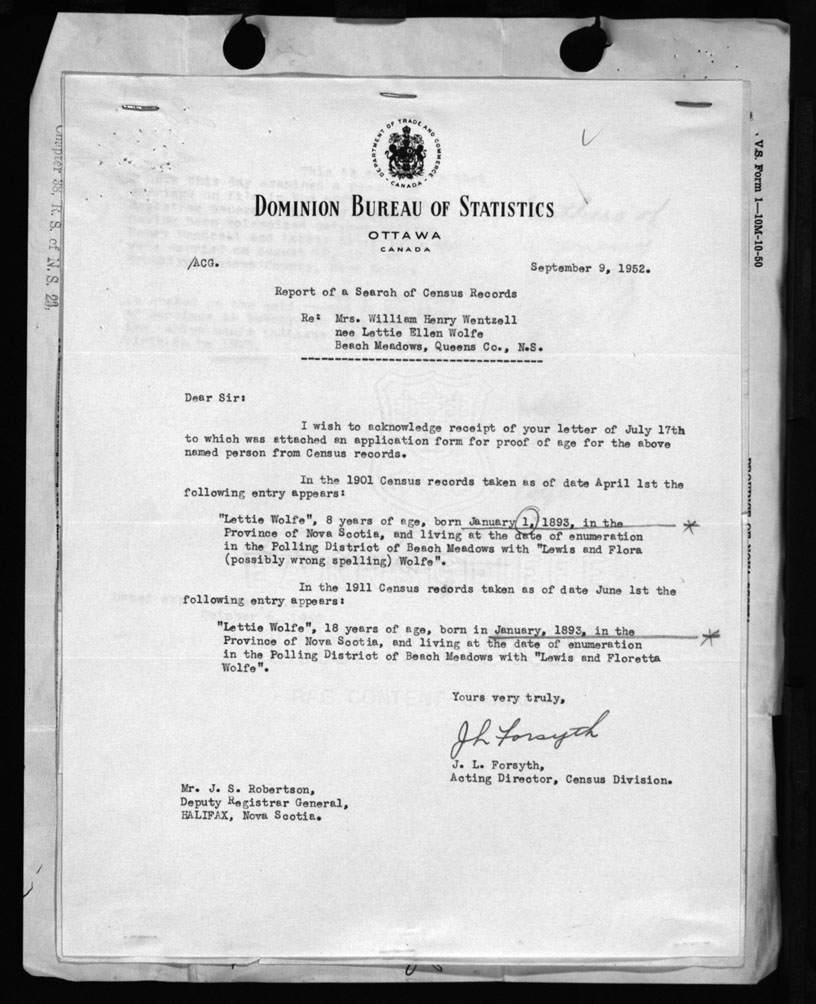 DEPARTMENT OF TRADE AND COMMERCE
CANADA
DOMINION BUREAU OF STATISTICS
OTTAWA
CANADA
/ACG.
September 9, 1952.
Report of a Search of Census Records
Re: Mrs. William Henry Wentzell
nee Lettie Ellen Wolfe
Beach Meadows, Queens Co., N.S.
Dear Sir:
I wish to acknowledge receipt of your letter of July 17th
to which was attached an application form for proof of age for the above
named person from Census records.
In the 1901 Census records taken as of date April 1st the
following entry appears:
"Lettie Wolfe", 8 years of age, born January 1, 1893, in the
Province of Nova Scotia, and living at the date of enumeration
in the Polling District of Beach Meadows with "Lewis and Flora
(possibly wrong spelling) Wolfe".
In the 1911 Census records taken as of date June 1st the
following entry appears:
"Lettie Wolfe", 18 years of age, born in January, 1893, in the
Province of Nova Scotia, and living at the date of enumeration
in the Polling District of Beach Meadows with "Lewis and Floretta
Wolfe".
Yours very truly,
J L Forsyth
J. L. Forsyth,
Acting Director, Census Division.
Mr. J. S. Robertson,
Deputy Registrar General,
HALIFAX, Nova Scotia.
V.S. Form 1—10M-10-50
Chapter 88, R. S. of N. S.